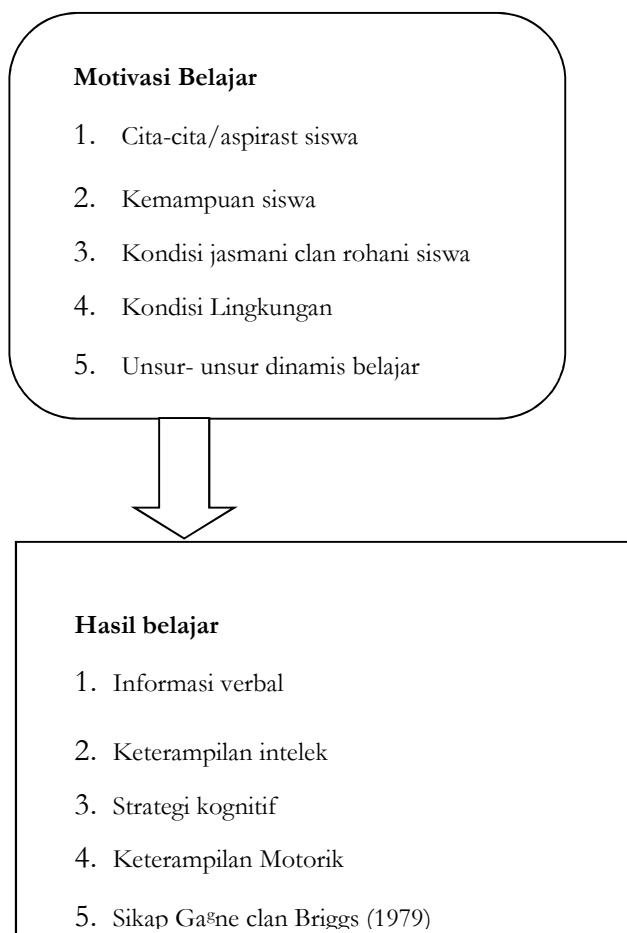 Motivasi Belajar
1. Cita-cita/aspirast siswa
2. Kemampuan siswa
3. Kondisi jasmani clan rohani siswa
4. Kondisi Lingkungan
5. Unsur- unsur dinamis belajar
Hasil belajar
1. Informasi verbal
2. Keterampilan intelek
3. Strategi kognitif
4. Keterampilan Motorik
5. Sikap Gagne clan Briggs (1979)